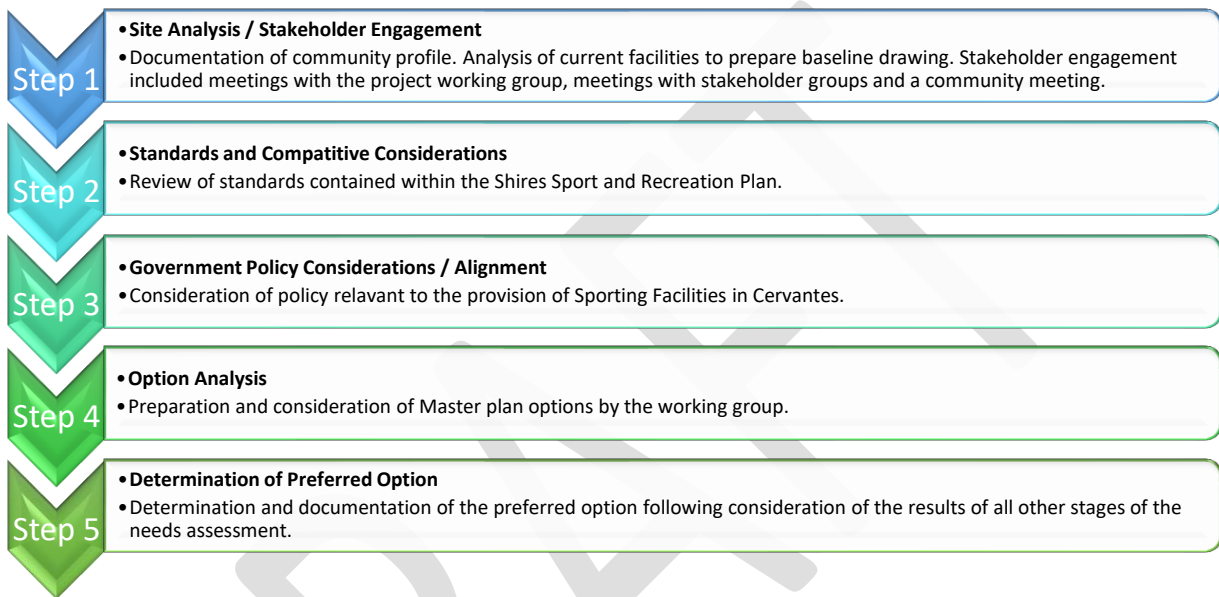 Step 1
•Site Analysis / Stakeholder Engagement
•Documentation of community profile. Analysis of current facilities to prepare baseline drawing. Stakeholder engagement
included meetings with the project working group, meetings with stakeholder groups and a community meeting.
Step 2
•Standards and Compatitive Considerations
•Review of standards contained within the Shires Sport and Recreation Plan.
Step 3
•Government Policy Considerations / Alignment
•Consideration of policy relavant to the provision of Sporting Facilities in Cervantes.
Step 4
•Option Analysis
•Preparation and consideration of Master plan options by the working group.
Step 5
•Determination of Preferred Option
•Determination and documentation of the preferred option following consideration of the results of all other stages of the
needs assessment.